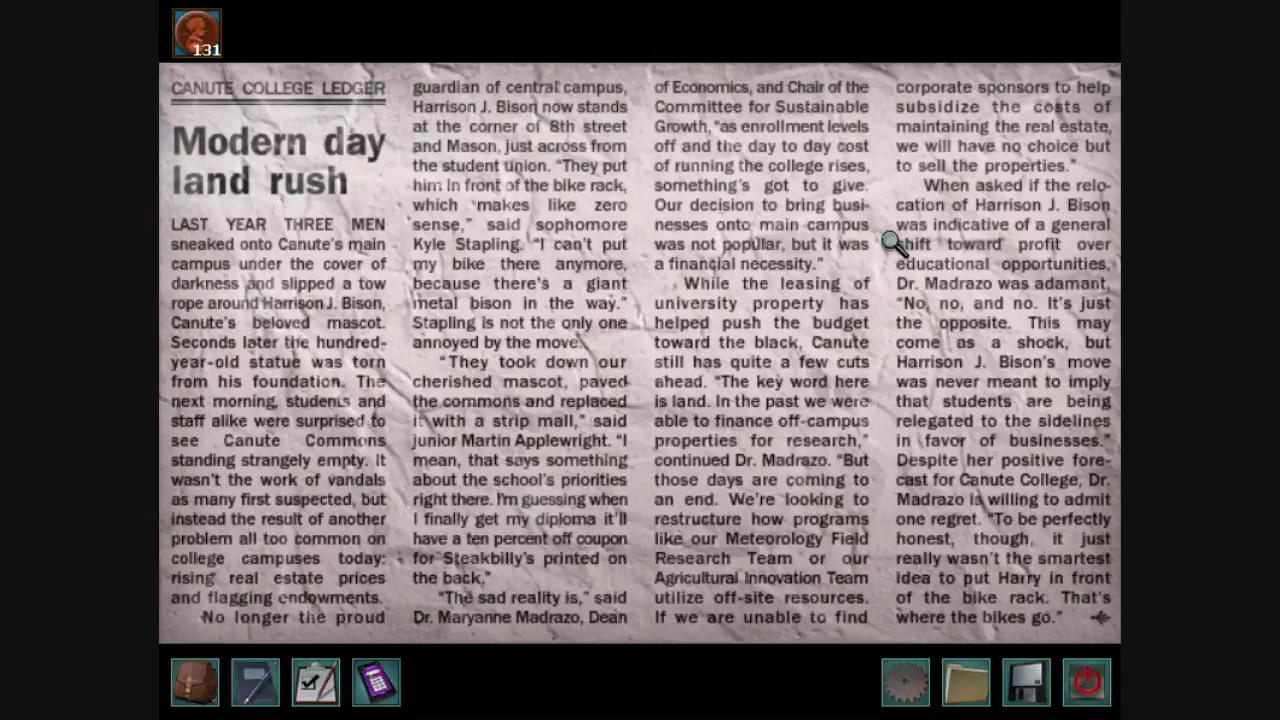 131
CANUTE COLLEGE LEDGER
Modern day
land rush
LAST YEAR THREE MEN
sneaked onto Canute's main
campus under the cover of
darkness and slipped a tow
rope around Harrison J. Bison,
Canute's beloved mascot.
Seconds later the hundred-
year-old statue was torn
from his foundation. The
next morning, students and
staff alike were surprised to
see Canute Commons
standing strangely empty. It
wasn't the work of vandals
as many first suspected, but
instead the result of another
problem all too common on
college campuses today:
rising real estate prices
and flagging endowments.
No longer the proud
guardian of central campus,
Harrison J. Bison now stands
at the corner of 8th street
and Mason, just across from
the student union. "They put
him in front of the bike rack,
which makes like zero
sense," said sophomore
Kyle Stapling. "I can't put
my bike there anymore,
because there's a giant
metal bison in the way."
Stapling is not the only one
annoyed by the move.
"They took down our
cherished mascot, paved
the commons and replaced
it with a strip mall," said
junior Martin Applewright. "I
mean, that says something
about the school's priorities
right there. I'm guessing when
I finally get my diploma it'll
have a ten percent off coupon
for Steakbilly's printed on
the back."
"The sad reality is," said
Dr. Maryanne Madrazo, Dean
of Economics, and Chair of the
Committee for Sustainable
Growth, "as enrollment levels
off and the day to day cost
of running the college rises,
something's got to give.
Our decision to bring busi-
nesses onto main campus
was not popular, but it was
a financial necessity."
While the leasing of
university property has
helped push the budget
toward the black, Canute
still has quite a few cuts
ahead. "The key word here
is land. In the past we were
able to finance off-campus
properties for research,"
continued Dr. Madrazo. "But
those days are coming to
an end. We're looking to
restructure how programs
like our Meteorology Field
Research Team or our
Agricultural Innovation Team
utilize off-site resources.
If we are unable to find
corporate sponsors to help
subsidize the costs of
maintaining the real estate,
we will have no choice but
to sell the properties."
When asked if the relo-
cation of Harrison J. Bison
was indicative of a general
shift toward profit over
educational opportunities,
Dr. Madrazo was adamant.
"No, no, and no. It's just
the opposite. This may
come as a shock, but
Harrison J. Bison's move
was never meant to imply
that students are being
relegated to the sidelines
in favor of businesses."
Despite her positive fore-
cast for Canute College, Dr.
Madrazo is willing to admit
one regret. "To be perfectly
honest, though, it just
really wasn't the smartest
idea to put Harry in front
of the bike rack. That's
where the bikes go."